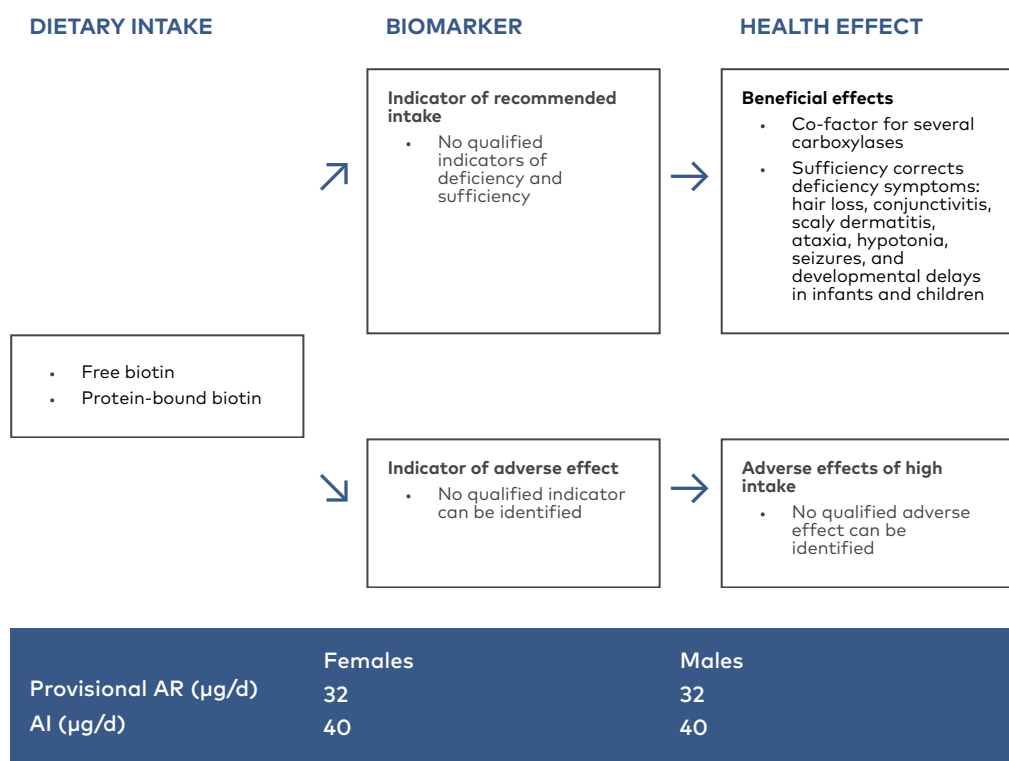 DIETARY INTAKE
BIOMARKER
HEALTH EFFECT
• Free biotin
• Protein-bound biotin
Indicator of recommended
intake
• No qualified
indicators of
deficiency and
sufficiency
Beneficial effects
• Co-factor for several
carboxylases
• Sufficiency corrects
deficiency symptoms:
hair loss, conjunctivitis,
scaly dermatitis,
ataxia, hypotonia,
seizures, and
developmental delays
in infants and children
Indicator of adverse effect
• No qualified indicator
can be identified
Adverse effects of high
intake
• No qualified adverse
effect can be
identified
Females Males
Provisional AR (µg/d) 32 32
AI (µg/d) 40 40